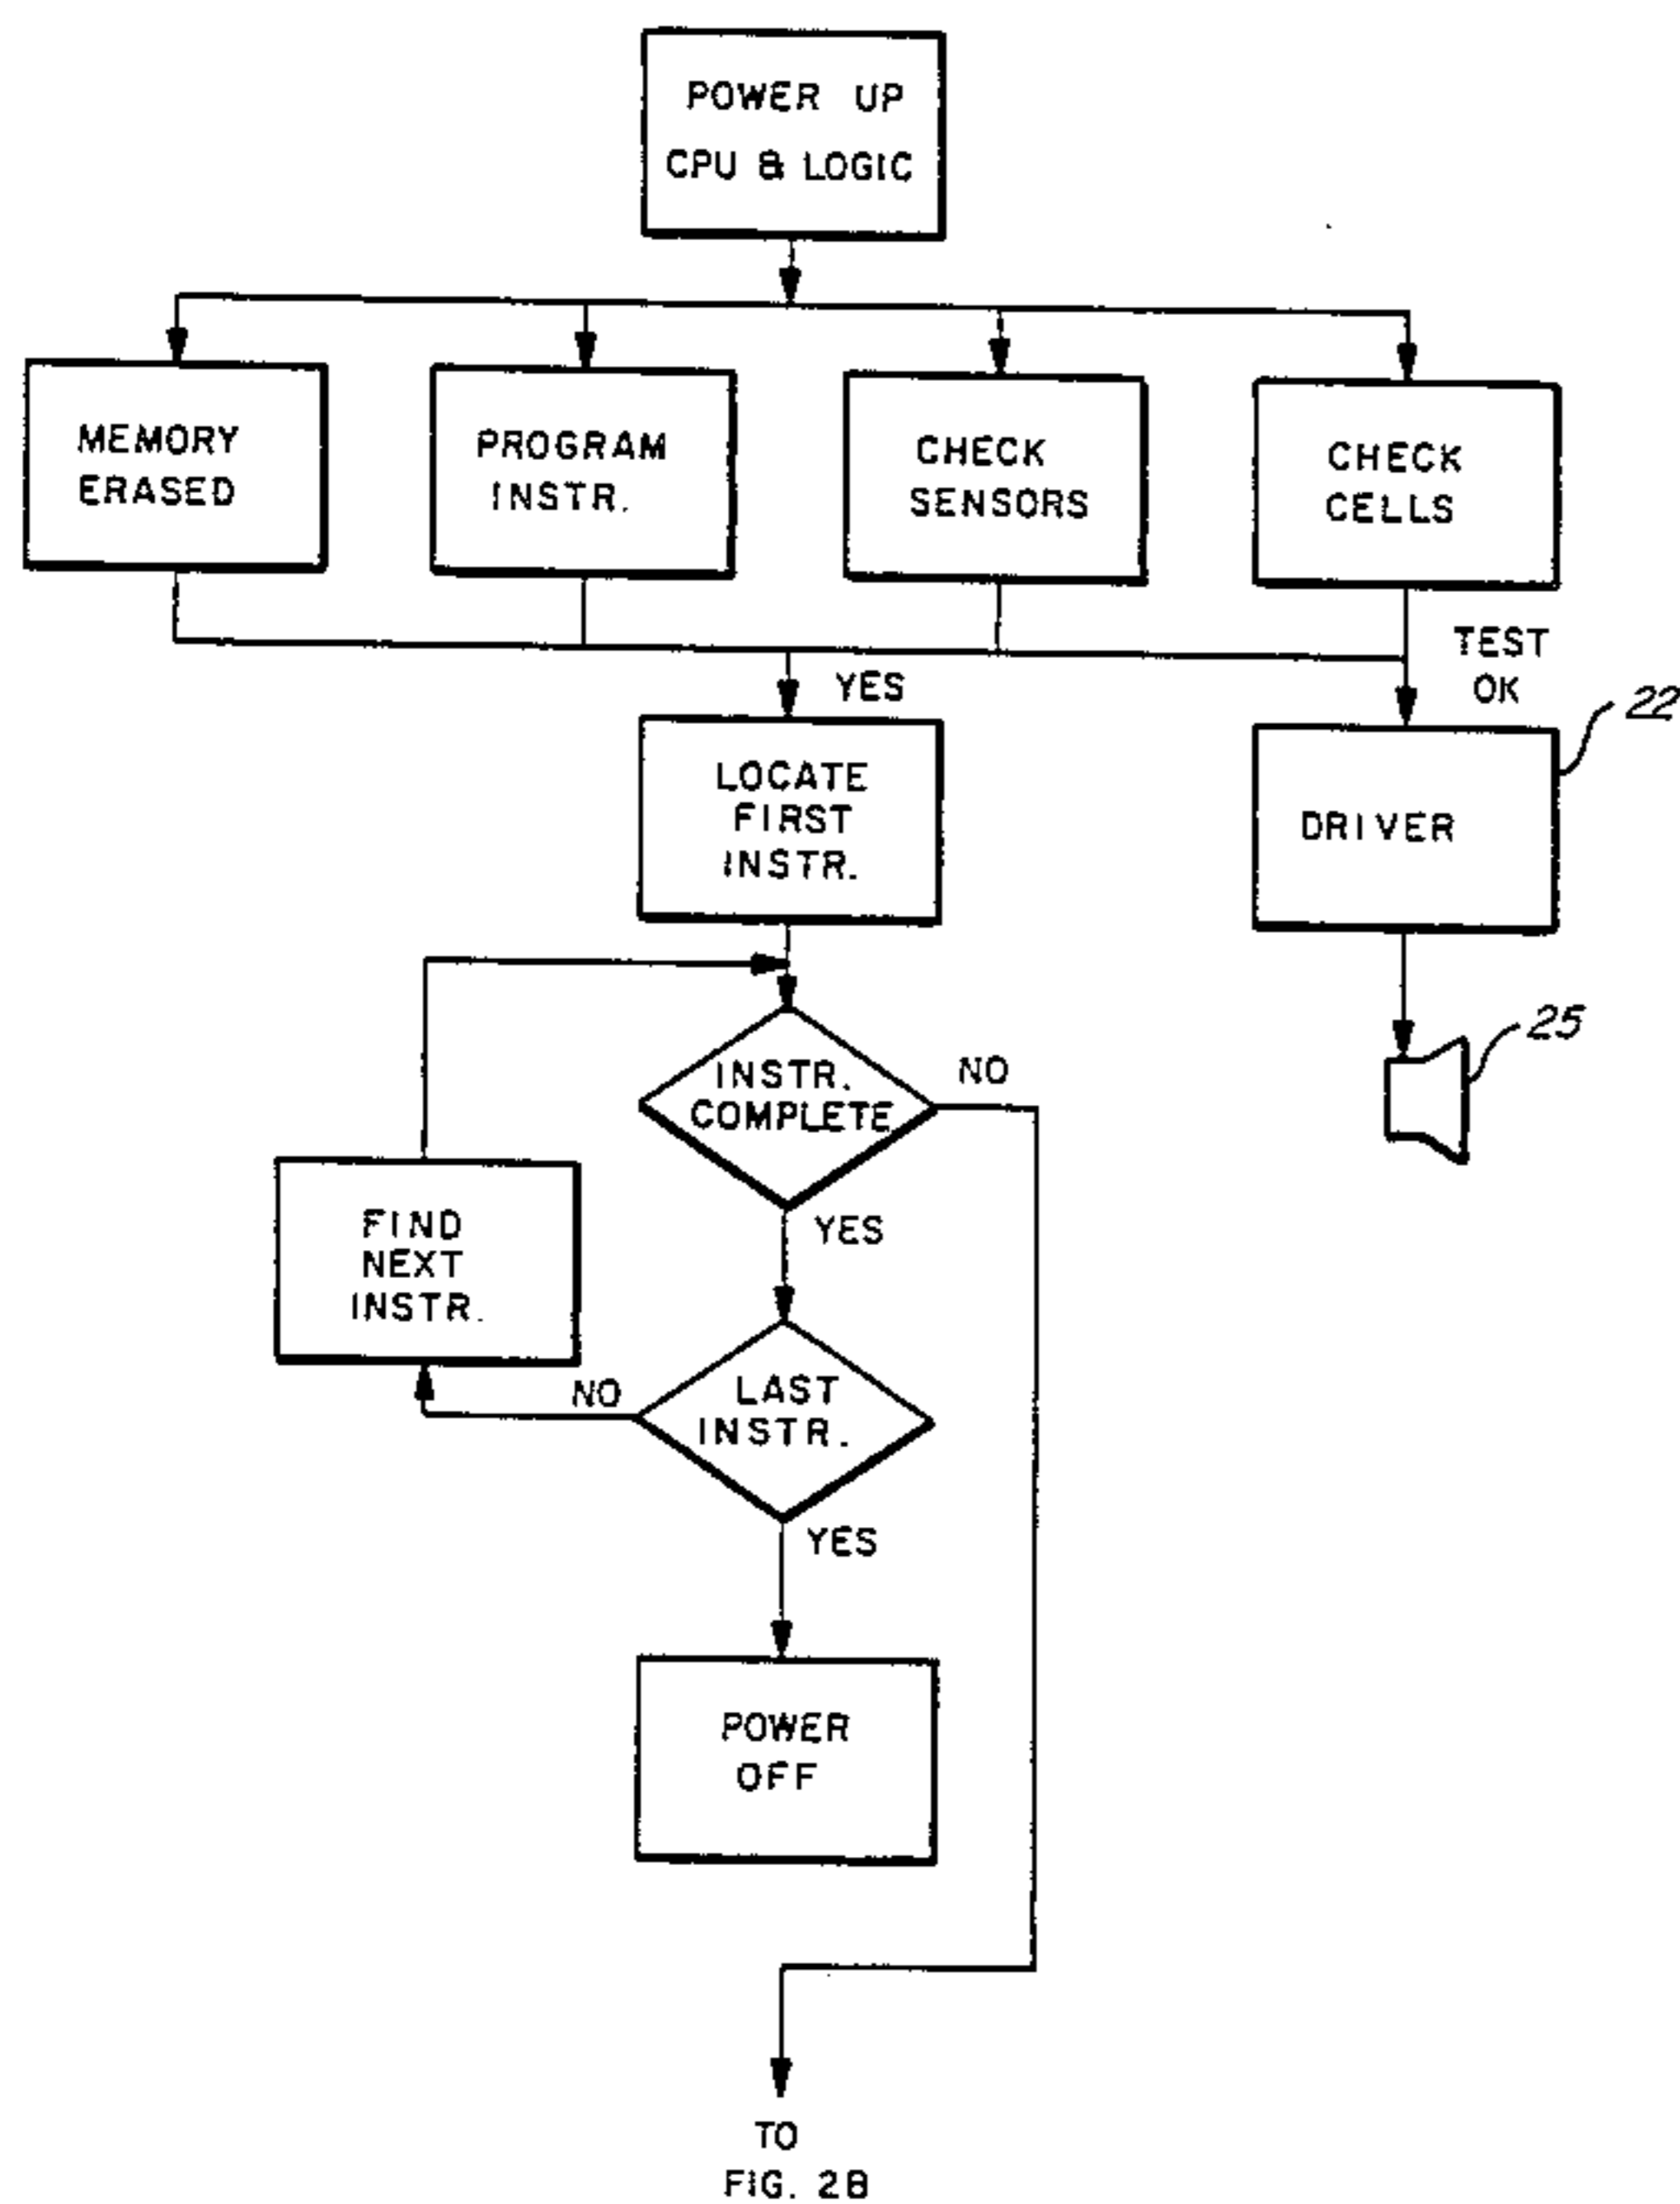 POWER UP
CPU & LOGIC
MEMORY
ERASED
PROGRAM
INSTR.
CHECK
SENSORS
CHECK
CELLS
TEST
OK
YES
22
LOCATE
FIRST
INSTR.
DRIVER
25
INSTR.
COMPLETE
NO
YES
FIND
NEXT
INSTR.
NO
LAST
INSTR.
YES
POWER
OFF
TO
FIG. 2B